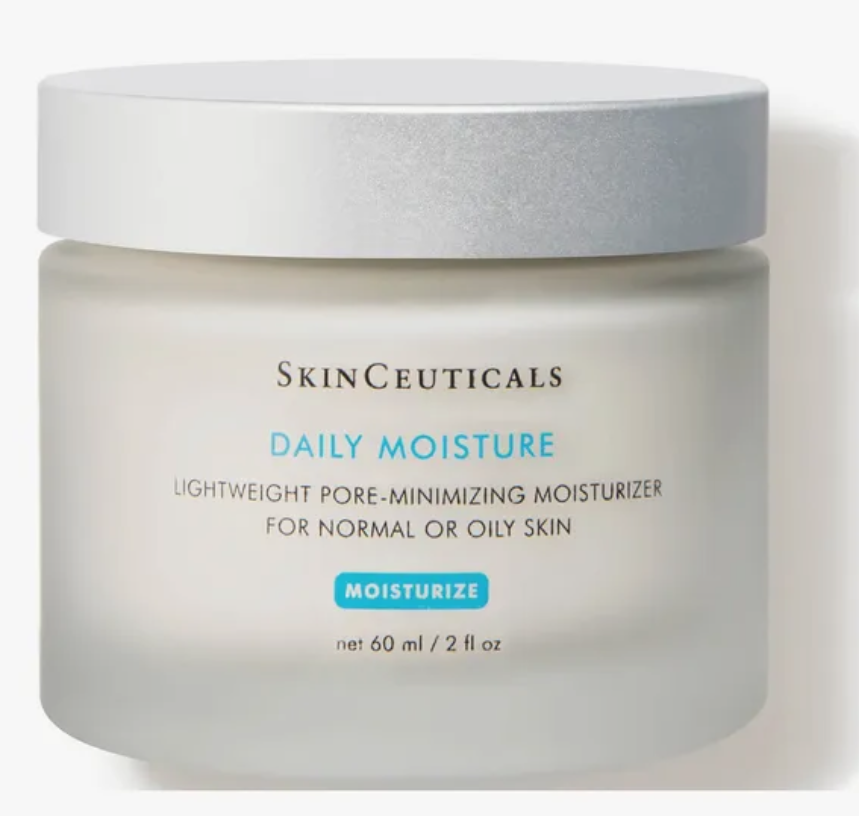 SKINCEUTICALS
DAILY MOISTURE
LIGHTWEIGHT PORE-MINIMIZING MOISTURIZER
FOR NORMAL OR OILY SKIN
MOISTURIZE
net 60 ml / 2 fl oz